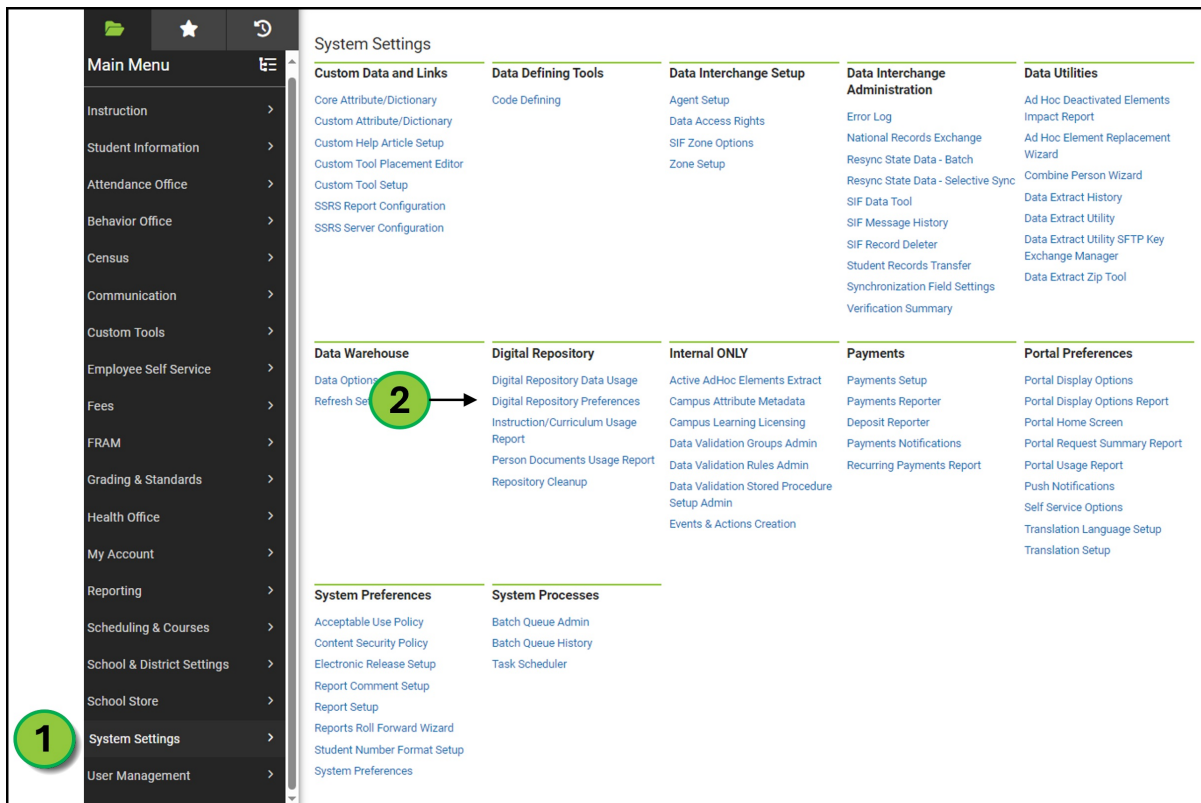 Main Menu
Instruction
Student Information
Attendance Office
Behavior Office
Census
Communication
Custom Tools
Employee Self Service
Fees
FRAM
Grading & Standards
Health Office
My Account
Reporting
Scheduling & Courses
School & District Settings
School Store
1
System Settings
User Management
System Settings
Custom Data and Links
Core Attribute/Dictionary
Custom Attribute/Dictionary
Custom Help Article Setup
Custom Tool Placement Editor
Custom Tool Setup
SSRS Report Configuration
SSRS Server Configuration
Data Defining Tools
Code Defining
Data Interchange Setup
Agent Setup
Data Access Rights
SIF Zone Options
Zone Setup
Data Interchange
Administration
Error Log
National Records Exchange
Resync State Data - Batch
Resync State Data - Selective Sync
SIF Data Tool
SIF Message History
SIF Record Deleter
Student Records Transfer
Synchronization Field Settings
Verification Summary
Data Utilities
Ad Hoc Deactivated Elements
Impact Report
Ad Hoc Element Replacement
Wizard
Combine Person Wizard
Data Extract History
Data Extract Utility
Data Extract Utility SFTP Key
Exchange Manager
Data Extract Zip Tool
Data Warehouse
Data Options
Refresh Se
2
Digital Repository
Digital Repository Data Usage
Digital Repository Preferences
Instruction/Curriculum Usage
Report
Person Documents Usage Report
Repository Cleanup
Internal ONLY
Active AdHoc Elements Extract
Campus Attribute Metadata
Campus Learning Licensing
Data Validation Groups Admin
Data Validation Rules Admin
Data Validation Stored Procedure
Setup Admin
Events & Actions Creation
Payments
Payments Setup
Payments Reporter
Deposit Reporter
Payments Notifications
Recurring Payments Report
Portal Preferences
Portal Display Options
Portal Display Options Report
Portal Home Screen
Portal Request Summary Report
Portal Usage Report
Push Notifications
Self Service Options
Translation Language Setup
Translation Setup
System Preferences
Acceptable Use Policy
Content Security Policy
Electronic Release Setup
Report Comment Setup
Report Setup
Reports Roll Forward Wizard
Student Number Format Setup
System Preferences
System Processes
Batch Queue Admin
Batch Queue History
Task Scheduler